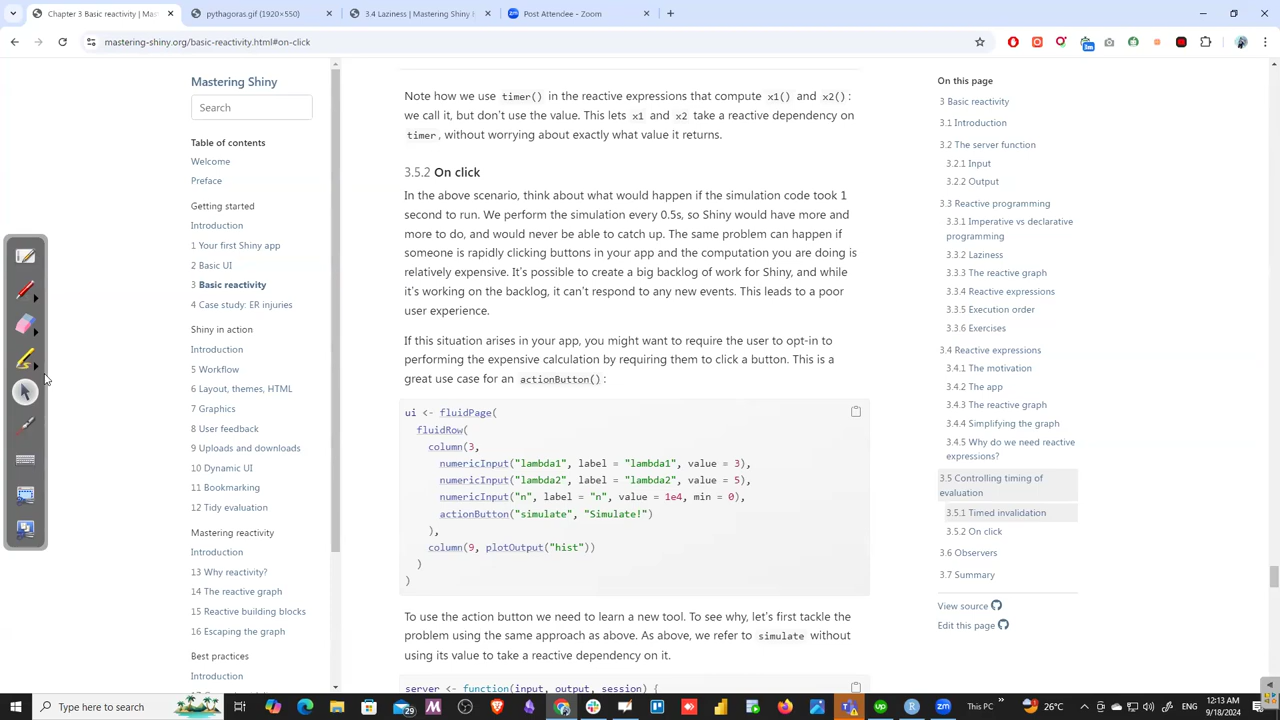 Chapter 3 Basic reactivity | Mas
pythagoras.gif (1920×550)
3.4 Laziness | Mastering Shiny
Post Attendee - Zoom
mastering-shiny.org/basic-reactivity.html#on-click
Mastering Shiny
Search
Table of contents
Welcome
Preface
Getting started
Introduction
1 Your first Shiny app
2 Basic UI
3 Basic reactivity
4 Case study: ER injuries
Shiny in action
Introduction
5 Workflow
6 Layout, themes, HTML
7 Graphics
8 User feedback
9 Uploads and downloads
10 Dynamic UI
11 Bookmarking
12 Tidy evaluation
Mastering reactivity
Introduction
13 Why reactivity?
14 The reactive graph
15 Reactive building blocks
16 Escaping the graph
Best practices
Introduction
Note how we use timer() in the reactive expressions that compute x1() and x2() :
we call it, but don't use the value. This lets x1 and x2 take a reactive dependency on
timer , without worrying about exactly what value it returns.
3.5.2 On click
In the above scenario, think about what would happen if the simulation code took 1
second to run. We perform the simulation every 0.5s, so Shiny would have more and
more to do, and would never be able to catch up. The same problem can happen if
someone is rapidly clicking buttons in your app and the computation you are doing is
relatively expensive. It's possible to create a big backlog of work for Shiny, and while
it's working on the backlog, it can't respond to any new events. This leads to a poor
user experience.
If this situation arises in your app, you might want to require the user to opt-in to
performing the expensive calculation by requiring them to click a button. This is a
great use case for an actionButton() :
ui <- fluidPage(
fluidRow(
column(3,
numericInput("lambda1", label = "lambda1", value = 3),
numericInput("lambda2", label = "lambda2", value = 5),
numericInput("n", label = "n", value = 1e4, min = 0),
actionButton("simulate", "Simulate!")
),
column(9, plotOutput("hist"))
)
)
To use the action button we need to learn a new tool. To see why, let's first tackle the
problem using the same approach as above. As above, we refer to simulate without
using its value to take a reactive dependency on it.
server <- function(input, output, session) {
On this page
3 Basic reactivity
3.1 Introduction
3.2 The server function
3.2.1 Input
3.2.2 Output
3.3 Reactive programming
3.3.1 Imperative vs declarative
programming
3.3.2 Laziness
3.3.3 The reactive graph
3.3.4 Reactive expressions
3.3.5 Execution order
3.3.6 Exercises
3.4 Reactive expressions
3.4.1 The motivation
3.4.2 The app
3.4.3 The reactive graph
3.4.4 Simplifying the graph
3.4.5 Why do we need reactive
expressions?
3.5 Controlling timing of
evaluation
3.5.1 Timed invalidation
3.5.2 On click
3.6 Observers
3.7 Summary
View source
Edit this page
Type here to search
29
This PC
26°C
12:13 AM
9/18/2024